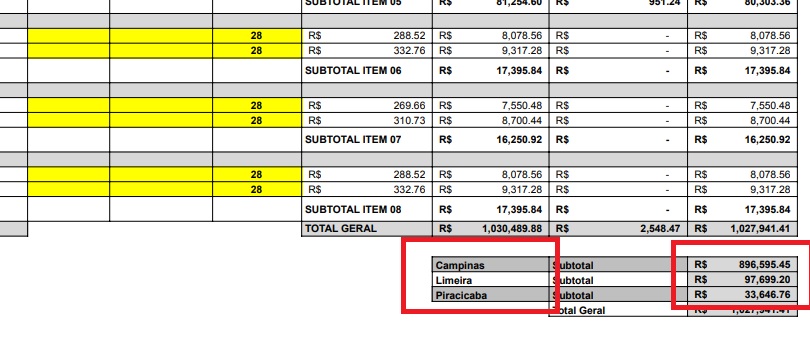 SUBTOTAL ITEM 05 R$ 81,254.60 R$ 951.24 R$ 80,303.36
28 R$ 288.52 R$ 8,078.56 R$ - R$ 8,078.56
28 R$ 332.76 R$ 9,317.28 R$ - R$ 9,317.28
SUBTOTAL ITEM 06 R$ 17,395.84 R$ - R$ 17,395.84
28 R$ 269.66 R$ 7,550.48 R$ - R$ 7,550.48
28 R$ 310.73 R$ 8,700.44 R$ - R$ 8,700.44
SUBTOTAL ITEM 07 R$ 16,250.92 R$ - R$ 16,250.92
28 R$ 288.52 R$ 8,078.56 R$ - R$ 8,078.56
28 R$ 332.76 R$ 9,317.28 R$ - R$ 9,317.28
SUBTOTAL ITEM 08 R$ 17,395.84 R$ - R$ 17,395.84
TOTAL GERAL R$ 1,030,489.88 R$ 2,548.47 R$ 1,027,941.41
Campinas Subtotal R$ 896,595.45
Limeira Subtotal R$ 97,699.20
Piracicaba Subtotal R$ 33,646.76
Total Geral R$ 1,027,941.41